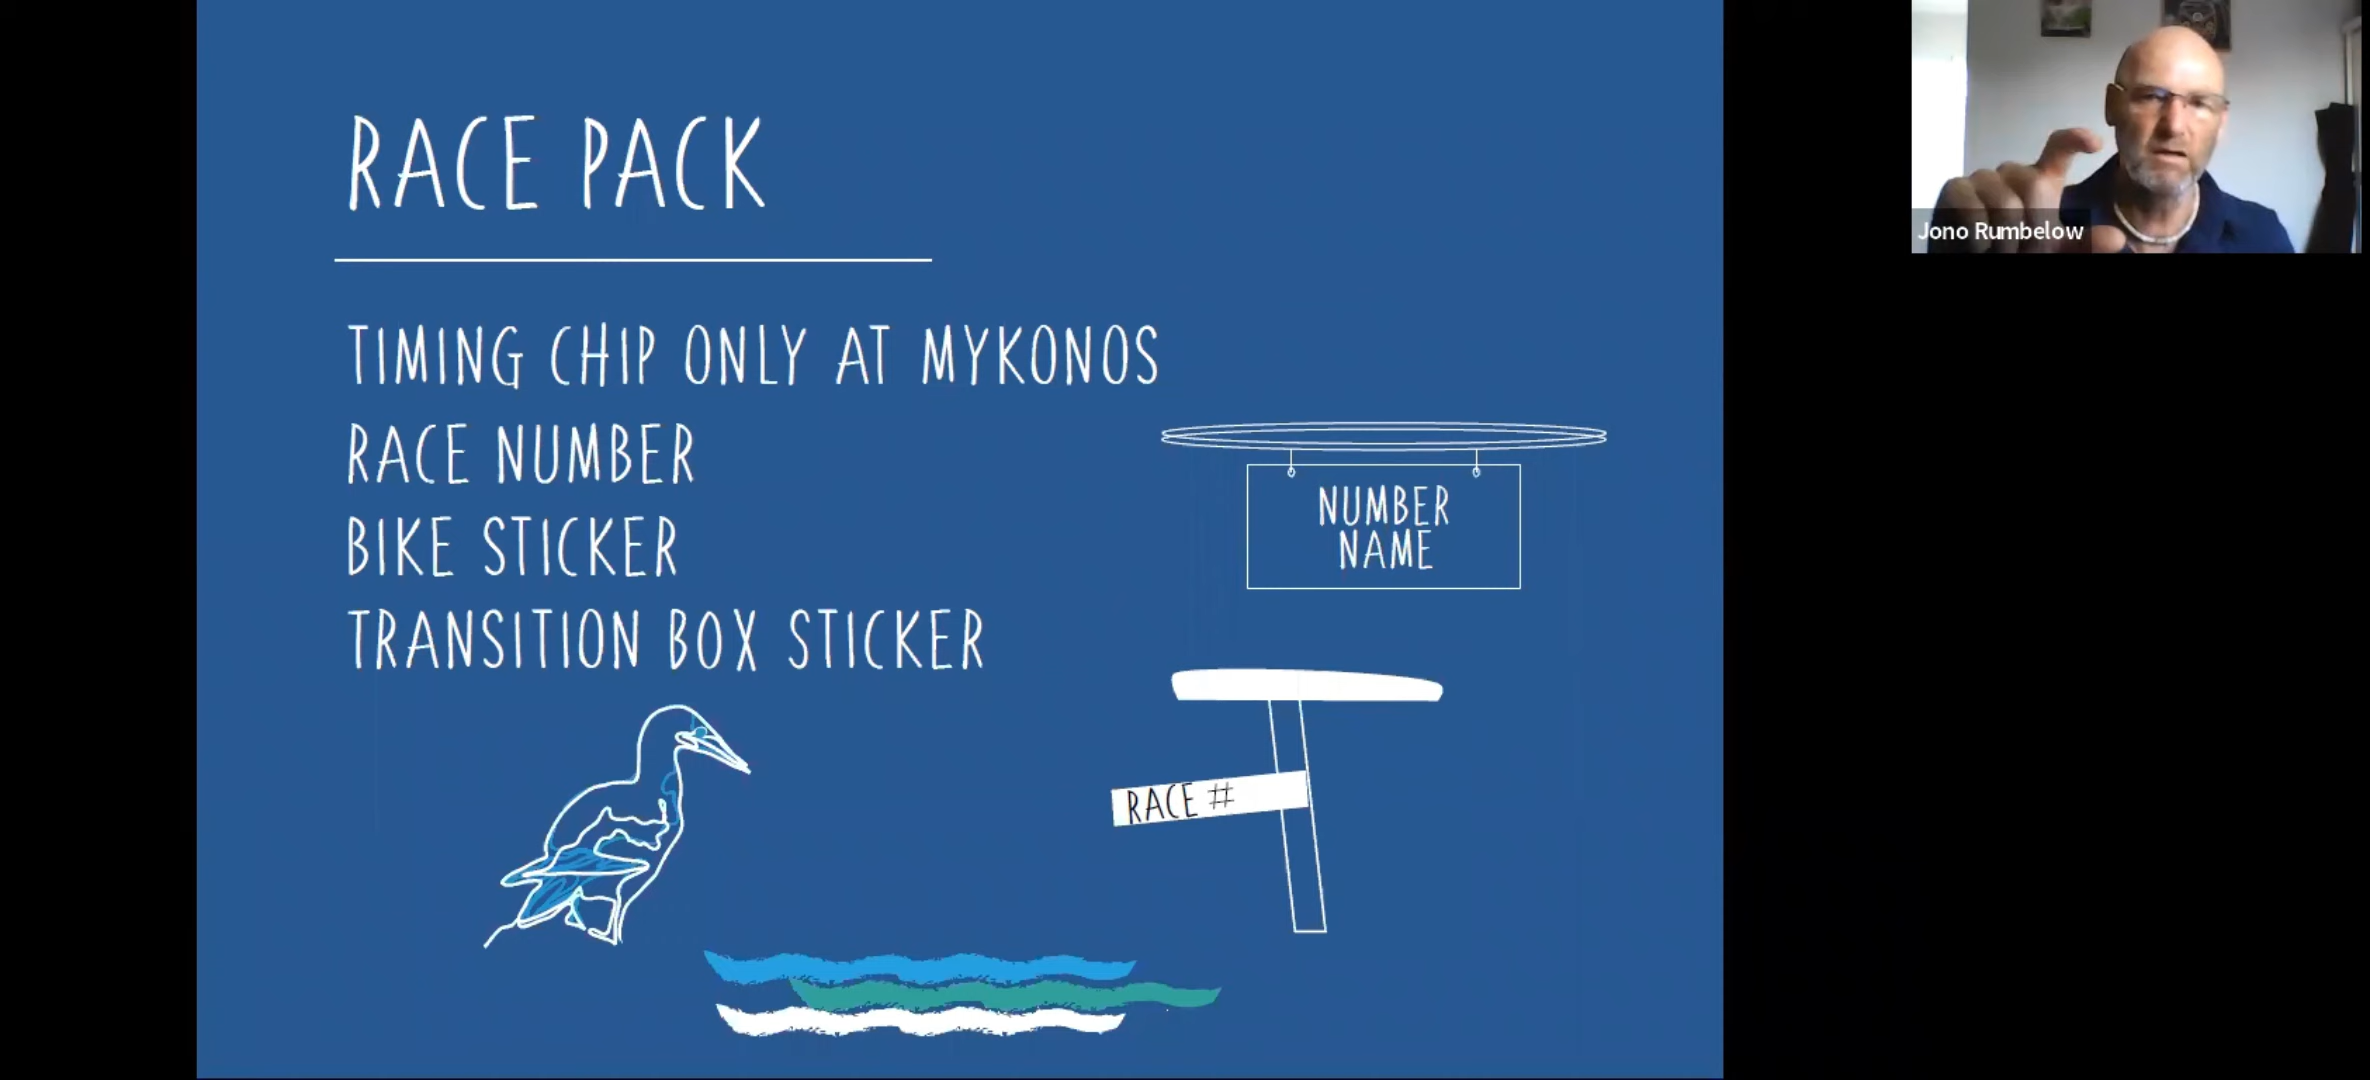 RACE PACK
TIMING CHIP ONLY AT MYKONOS
RACE NUMBER
BIKE STICKER
TRANSITION BOX STICKER
NUMBER
NAME
RACE #
Jono Rumbelow